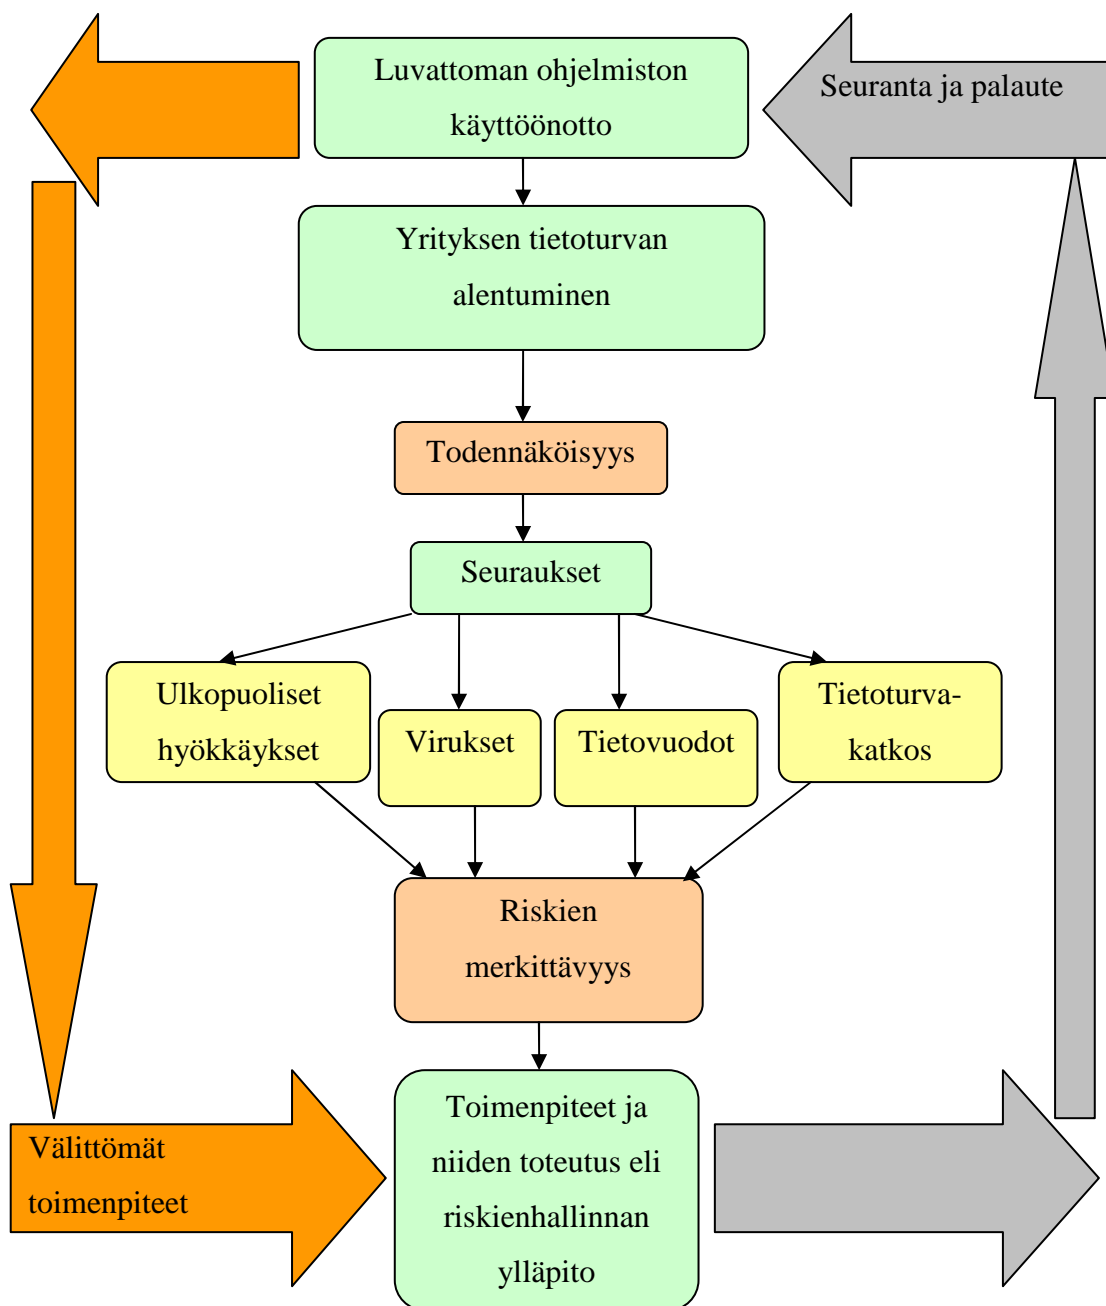 Luvattoman ohjelmiston
käyttöönotto
Seuranta ja palaute
Yrityksen tietoturvan
alentuminen
Todennäköisyys
Seuraukset
Ulkopuoliset
hyökkäykset
Virukset
Tietovuodot
Tietoturva-
katkos
Riskien
merkittävyys
Välittömät
toimenpiteet
Toimenpiteet ja
niiden toteutus eli
riskienhallinnan
ylläpito